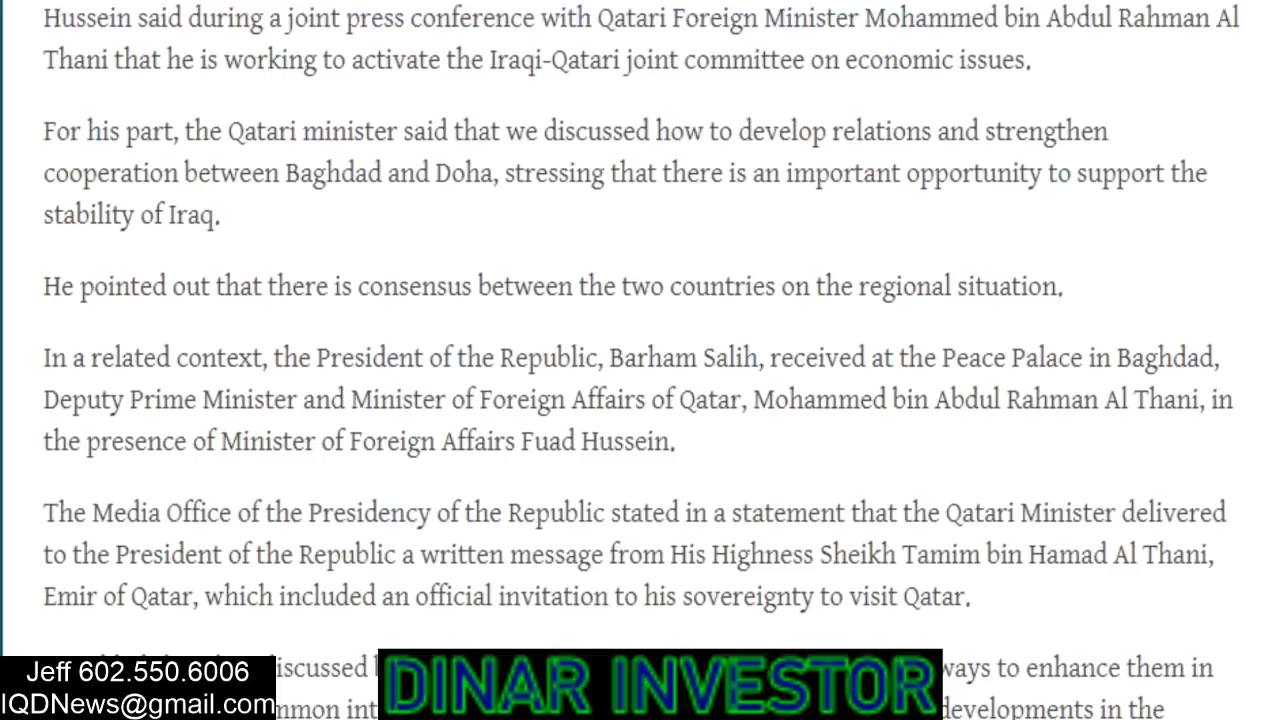 Hussein said during a joint press conference with Qatari Foreign Minister Mohammed bin Abdul Rahman Al
Thani that he is working to activate the Iraqi-Qatari joint committee on economic issues.
For his part, the Qatari minister said that we discussed how to develop relations and strengthen
cooperation between Baghdad and Doha, stressing that there is an important opportunity to support the
stability of Iraq.
He pointed out that there is consensus between the two countries on the regional situation.
In a related context, the President of the Republic, Barham Salih, received at the Peace Palace in Baghdad,
Deputy Prime Minister and Minister of Foreign Affairs of Qatar, Mohammed bin Abdul Rahman Al Thani, in
the presence of Minister of Foreign Affairs Fuad Hussein.
The Media Office of the Presidency of the Republic stated in a statement that the Qatari Minister delivered
to the President of the Republic a written message from His Highness Sheikh Tamim bin Hamad Al Thani,
Emir of Qatar, which included an official invitation to his sovereignty to visit Qatar.
ways to enhance them in
developments in the
Jeff 602.550.6006
IQDNews@gmail.com
DINAR INVESTOR